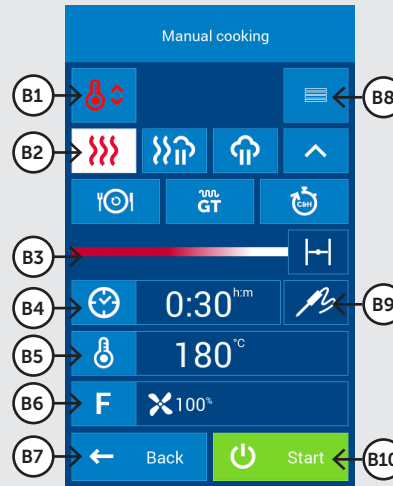 Manual cooking
B1
B8
B2
GT
C&H
B3
B4 0:30 h:m
B9
B5 180 °C
B6 F 100%
B7 Back Start B10